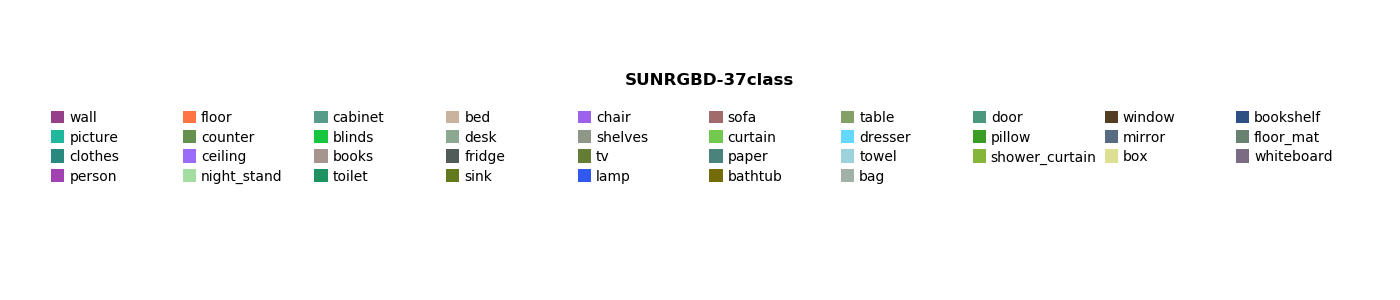 SUNRGBD-37class
wall floor cabinet bed chair sofa table door window bookshelf
picture counter blinds desk shelves curtain dresser pillow mirror floor_mat
clothes ceiling books fridge tv paper towel shower_curtain box whiteboard
person night_stand toilet sink lamp bathtub bag